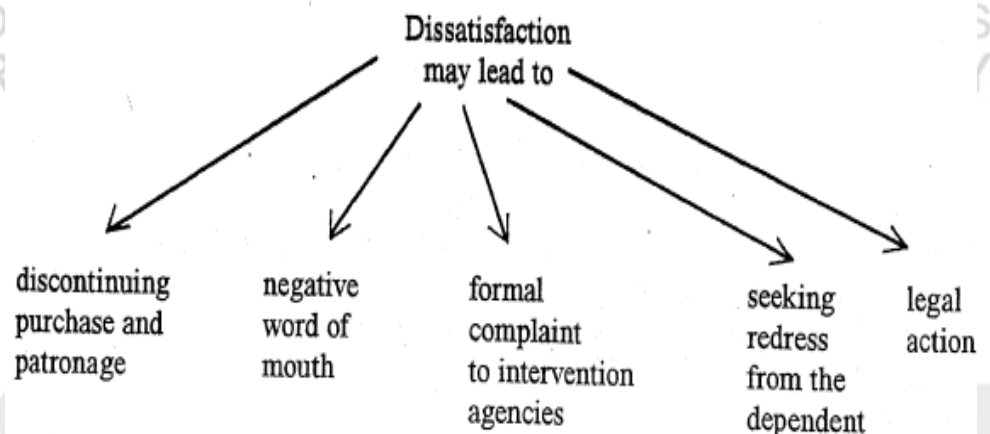 Dissatisfaction
may lead to
discontinuing
purchase and
patronage
negative
word of
mouth
formal
complaint
to intervention
agencies
seeking
redress
from the
dependent
legal
action